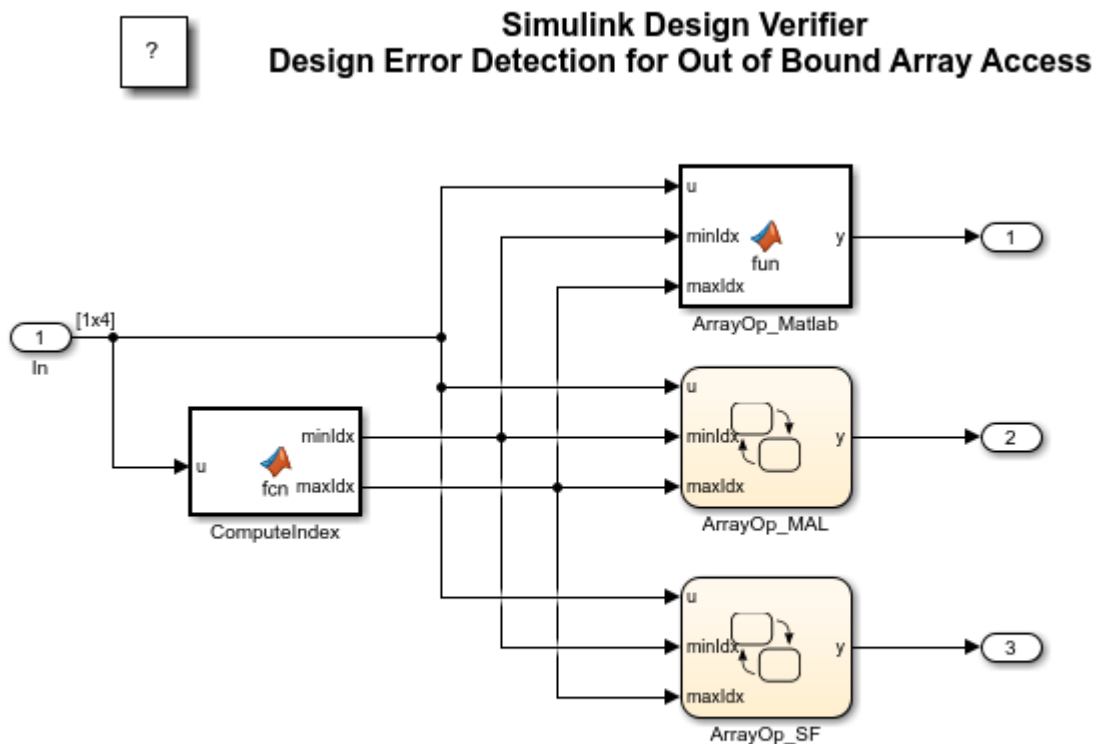 Simulink Design Verifier
Design Error Detection for Out of Bound Array Access
?
u
minIdx
maxIdx
fun
y
ArrayOp_Matlab
1
[1x4]
1
In
u
minIdx
maxIdx
y
ArrayOp_MAL
2
u
fcn
minIdx
maxIdx
ComputeIndex
u
minIdx
maxIdx
y
ArrayOp_SF
3